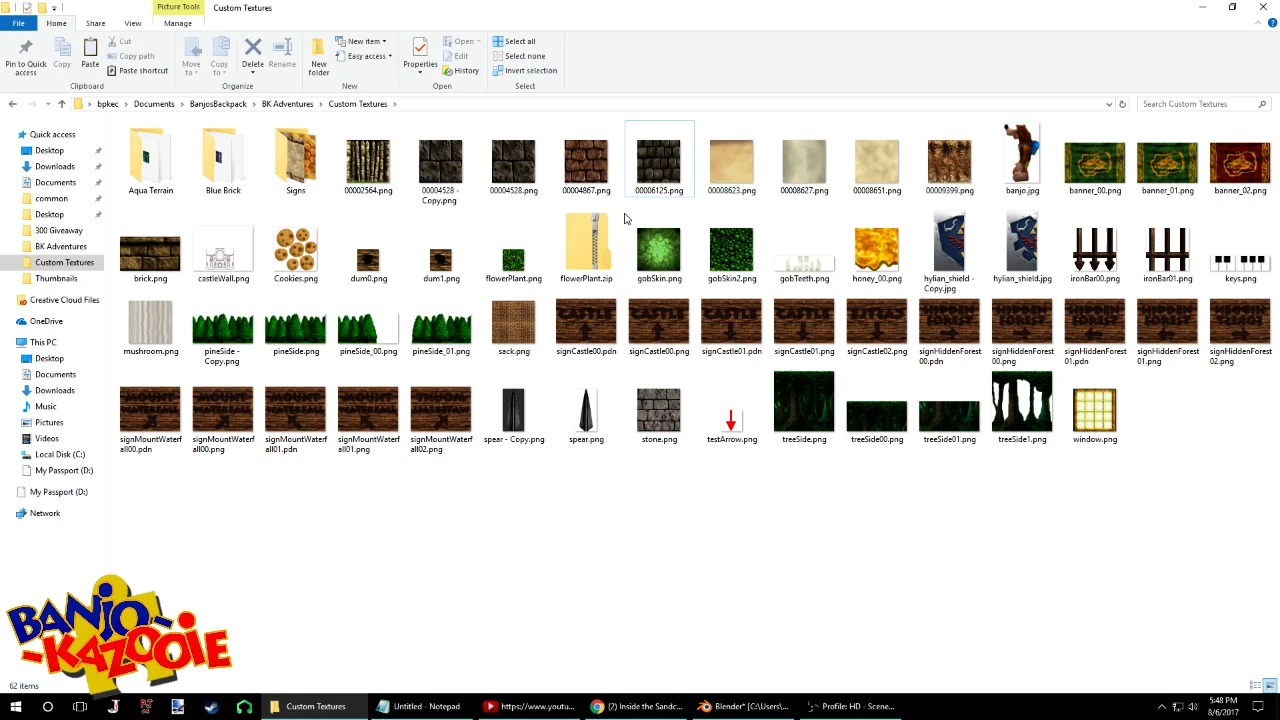 Picture Tools
Custom Textures
File
Home
Share
View
Manage
Pin to Quick access
Copy
Paste
Cut
Copy path
Paste shortcut
Clipboard
Move to
Copy to
Delete
Rename
Organize
New folder
New item
Easy access
New
Properties
Open
Edit
History
Open
Select all
Select none
Invert selection
Select
bpkec > Documents > BanjosBackpack > BK Adventures > Custom Textures >
Search Custom Textures
Quick access
Desktop
Downloads
Documents
common
Desktop
300 Giveaway
BK Adventures
Custom Textures
Thumbnails
Creative Cloud Files
OneDrive
This PC
Desktop
Documents
Downloads
Music
Pictures
Videos
Local Disk (C:)
My Passport (D:)
My Passport (D:)
Network
Aqua Terrain
Blue Brick
Signs
00002564.png
00004528 - Copy.png
00004528.png
00004867.png
00006125.png
00008623.png
00008627.png
00008651.png
00009399.png
banjo.jpg
banner_00.png
banner_01.png
banner_02.png
brick.png
castleWall.png
Cookies.png
dum0.png
dum1.png
flowerPlant.png
flowerPlant.zip
gobSkin.png
gobSkin2.png
gobTeeth.png
honey_00.png
hylian_shield - Copy.jpg
hylian_shield.jpg
ironBar00.png
ironBar01.png
keys.png
mushroom.png
pineSide - Copy.png
pineSide.png
pineSide_00.png
pineSide_01.png
sack.png
signCastle00.pdn
signCastle00.png
signCastle01.pdn
signCastle01.png
signCastle02.png
signHiddenForest00.png
signHiddenForest01.pdn
signHiddenForest01.png
signHiddenForest02.png
signMountWaterfall00.pdn
signMountWaterfall00.png
signMountWaterfall01.pdn
signMountWaterfall01.png
signMountWaterfall02.png
spear - Copy.png
spear.png
stone.png
testArrow.png
treeSide.png
treeSide00.png
treeSide01.png
treeSide1.png
window.png
BANJO
-KAZOOIE
62 items
Custom Textures
Untitled - Notepad
https://www.youtu...
(2) Inside the Sandc...
Blender* [C:\Users\...
Profile: HD - Scene...
5:48 PM
8/6/2017